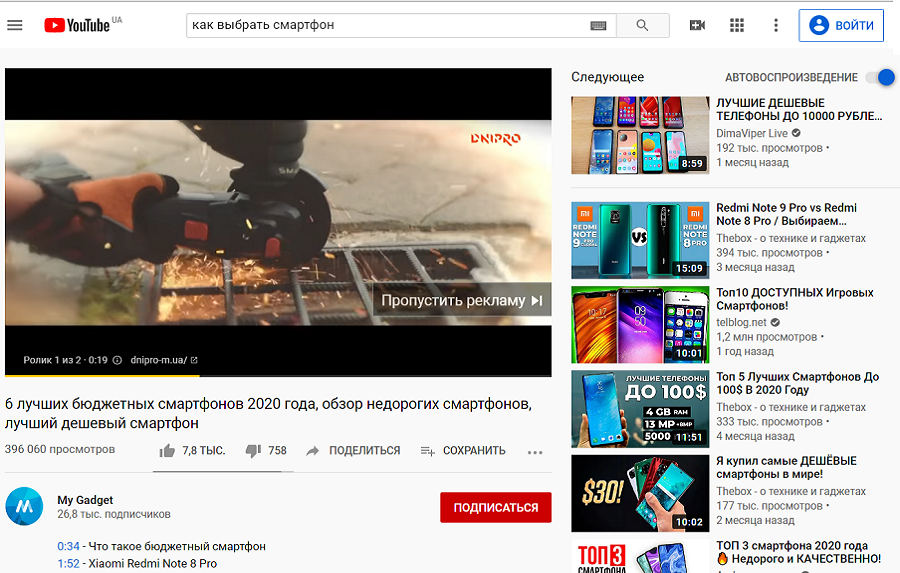 YouTube UA
как выбрать смартфон
ВОЙТИ
DNIPRO
Пропустить рекламу
Ролик 1 из 2 · 0:19 dnipro-m.ua/
6 лучших бюджетных смартфонов 2020 года, обзор недорогих смартфонов,
лучший дешевый смартфон
396 060 просмотров
7,8 ТЫС.
758
ПОДЕЛИТЬСЯ
СОХРАНИТЬ
My Gadget
26,8 тыс. подписчиков
ПОДПИСАТЬСЯ
0:34 - Что такое бюджетный смартфон
1:52 - Xiaomi Redmi Note 8 Pro
Следующее
АВТОВОСПРОИЗВЕДЕНИЕ
8:59
ЛУЧШИЕ ДЕШЕВЫЕ
ТЕЛЕФОНЫ ДО 10000 РУБЛЕ...
DimaViper Live
192 тыс. просмотров •
1 месяц назад
REDMI
NOTE
9 PRO
VS
REDMI
NOTE
8 PRO
15:09
Redmi Note 9 Pro vs Redmi
Note 8 Pro / Выбираем...
Thebox - о технике и гаджетах
394 тыс. просмотров •
3 месяца назад
10:01
Топ10 ДОСТУПНЫХ Игровых
Смартфонов!
telblog.net
1,2 млн просмотров •
1 год назад
ЛУЧШИЕ ТЕЛЕФОНЫ
ДО 100$
4 GB RAM
13 MP +8MP
5000
11:51
Топ 5 Лучших Смартфонов До
100$ В 2020 Году
Thebox - о технике и гаджетах
333 тыс. просмотров •
4 месяца назад
$30!
10:02
Я купил самые ДЕШЁВЫЕ
смартфоны в мире!
Thebox - о технике и гаджетах
177 тыс. просмотров •
2 месяца назад
ТОП 3
СМАРТФОНА
ТОП 3 смартфона 2020 года
🔥 Недорого и КАЧЕСТВЕННО!